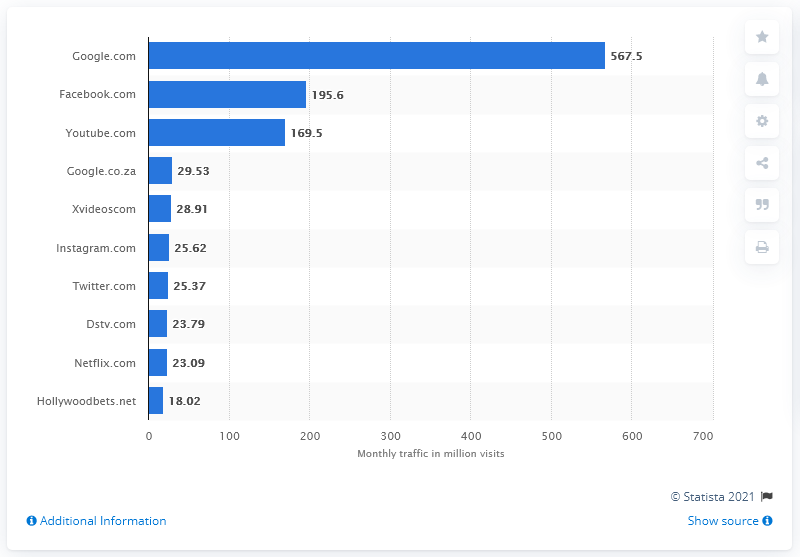 Google.com 567.5
Facebook.com 195.6
Youtube.com 169.5
Google.co.za 29.53
Xvideoscom 28.91
Instagram.com 25.62
Twitter.com 25.37
Dstv.com 23.79
Netflix.com 23.09
Hollywoodbets.net 18.02
0 100 200 300 400 500 600 700
Monthly traffic in million visits
© Statista 2021
Additional Information
Show source